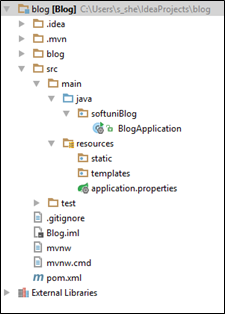 blog [Blog] C:\Users\s_she\IdeaProjects\blog
.idea
.mvn
blog
src
main
java
softuniBlog
BlogApplication
resources
static
templates
application.properties
test
.gitignore
Blog.iml
mvnw
mvnw.cmd
pom.xml
External Libraries